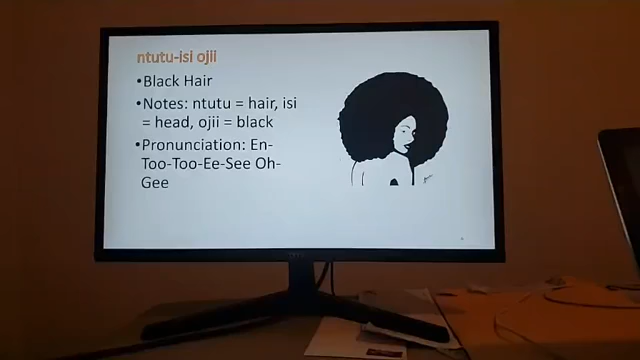 ntutu-isi ojii
•Black Hair
•Notes: ntutu = hair, isi
= head, ojii = black
•Pronunciation: En-
Too-Too-Ee-See Oh-
Gee